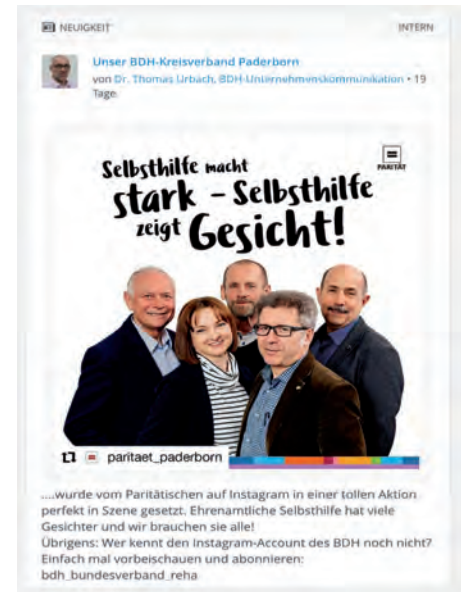 NEUIGKEIT
INTERN
Unser BDH-Kreisverband Paderborn
von Dr. Thomas Urbach, BDH-Unternehmenskommunikation • 19
Tage
Selbsthilfe macht
stark – Selbsthilfe
zeigt Gesicht!
PARITÄT
paritaet_paderborn
....wurde vom Paritätischen auf Instagram in einer tollen Aktion
perfekt in Szene gesetzt. Ehrenamtliche Selbsthilfe hat viele
Gesichter und wir brauchen sie alle!
Übrigens: Wer kennt den Instagram-Account des BDH noch nicht?
Einfach mal vorbeischauen und abonnieren:
bdh_bundesverband_reha